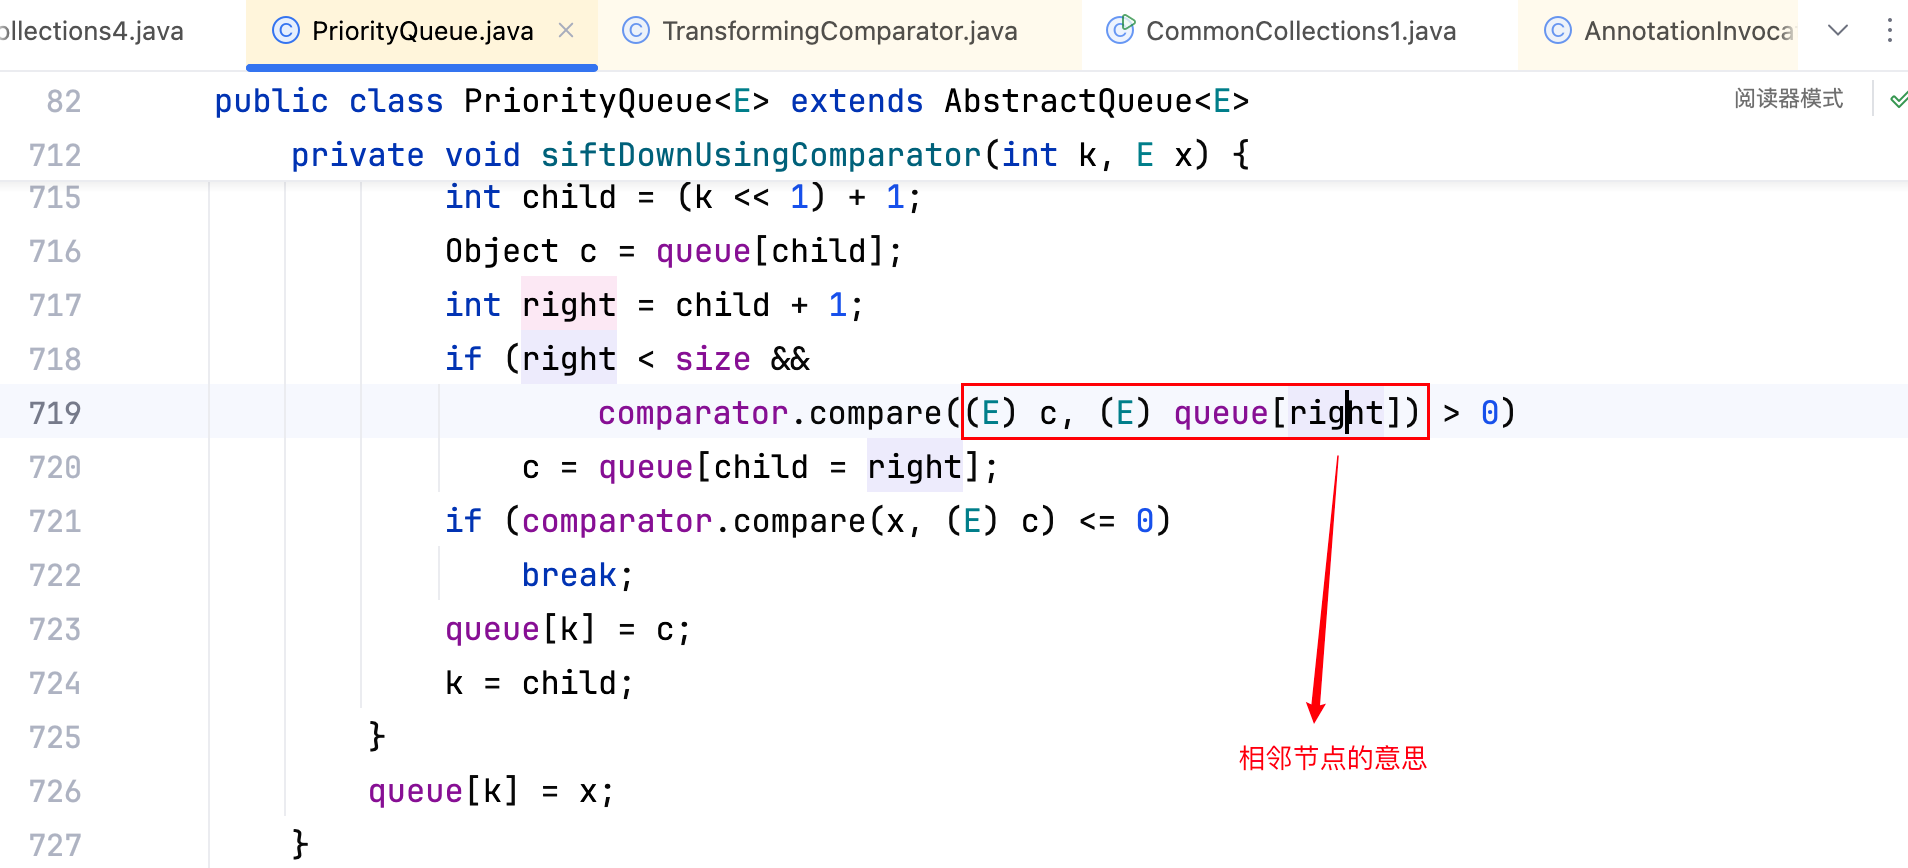 ollections4.java PriorityQueue.java TransformingComparator.java CommonCollections1.java AnnotationInvoca
82 public class PriorityQueue<E> extends AbstractQueue<E> 阅读器模式
712 private void siftDownUsingComparator(int k, E x) {
715 int child = (k << 1) + 1;
716 Object c = queue[child];
717 int right = child + 1;
718 if (right < size &&
719 comparator.compare((E) c, (E) queue[right]) > 0)
720 c = queue[child = right];
721 if (comparator.compare(x, (E) c) <= 0)
722 break;
723 queue[k] = c;
724 k = child;
725 }
相邻节点的意思
726 queue[k] = x;
727 }